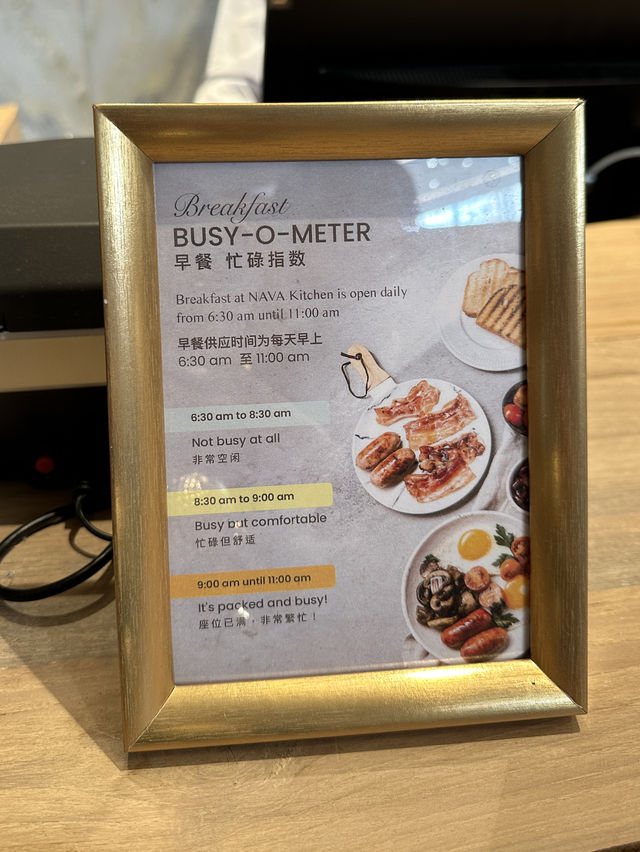 Breakfast
BUSY-O-METER
早餐 忙碌指数
Breakfast at NAVA Kitchen is open daily
from 6:30 am until 11:00 am
早餐供应时间为每天早上
6:30 am 至 11:00 am
6:30 am to 8:30 am
Not busy at all
非常空闲
8:30 am to 9:00 am
Busy but comfortable
忙碌但舒适
9:00 am until 11:00 am
It's packed and busy!
座位已满，非常繁忙！